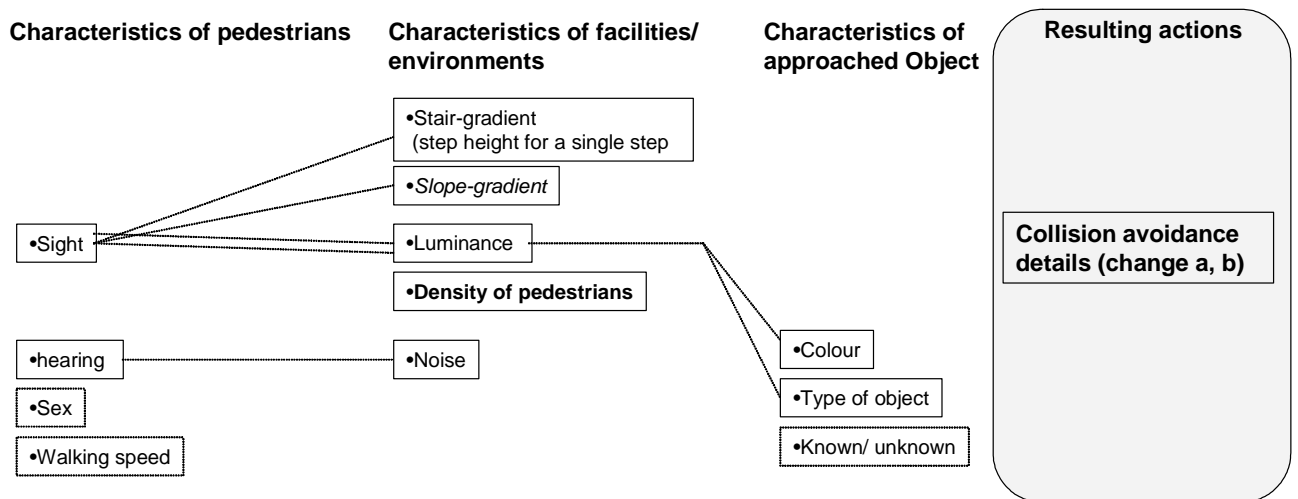 Characteristics of pedestrians
Characteristics of facilities/
environments
Characteristics of
approached Object
Resulting actions
•Stair-gradient
(step height for a single step
•Slope-gradient
•Sight
•Luminance
•Density of pedestrians
Collision avoidance
details (change a, b)
•hearing
•Noise
•Colour
•Sex
•Type of object
•Walking speed
•Known/ unknown